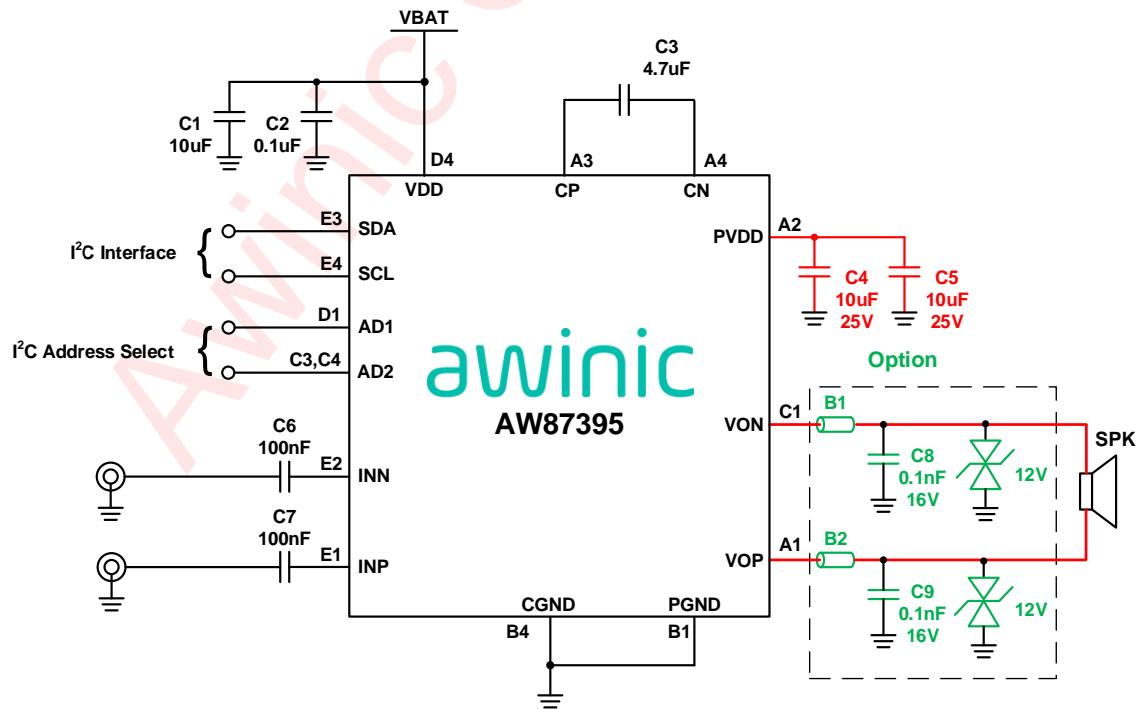 VBAT
C3
4.7uF
C1
10uF
C2
0.1uF
D4
A3
A4
VDD
CP
CN
I²C Interface
{
E3
SDA
E4
SCL
PVDD
A2
C4
10uF
25V
C5
10uF
25V
I²C Address Select
{
D1
AD1
C3,C4
AD2
awinic
AW87395
Option
VON
C1
B1
C8
0.1nF
16V
12V
SPK
C6
100nF
E2
INN
C7
100nF
E1
INP
VOP
A1
B2
C9
0.1nF
16V
12V
CGND
PGND
B4
B1
Awinic